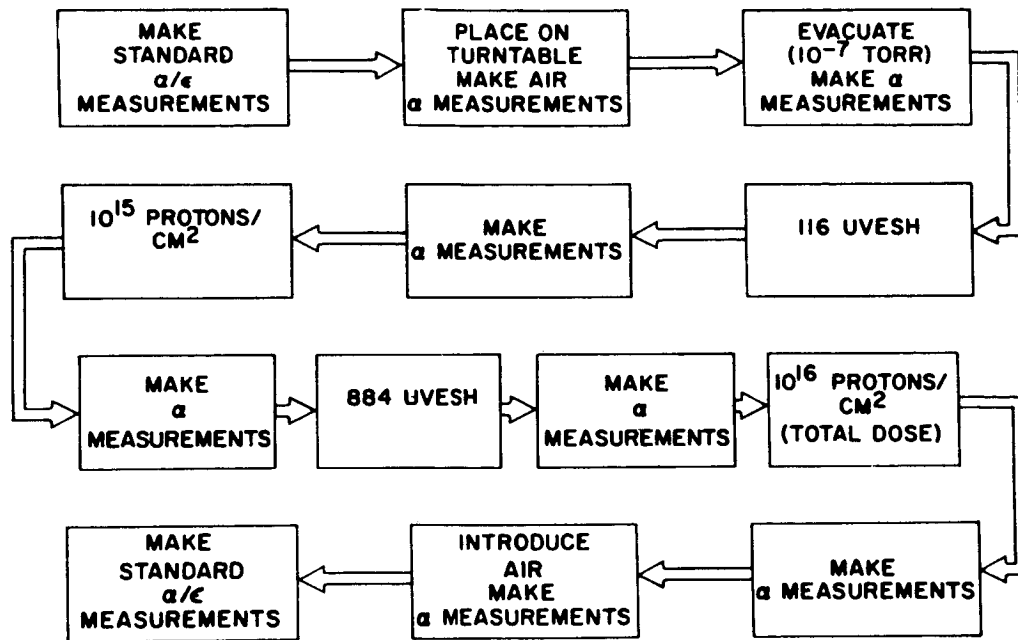 MAKE
STANDARD
α/ϵ
MEASUREMENTS
PLACE ON
TURNTABLE
MAKE AIR
α MEASUREMENTS
EVACUATE
(10⁻⁷ TORR)
MAKE α
MEASUREMENTS
116 UVESH
MAKE
α MEASUREMENTS
10¹⁵ PROTONS/
CM²
MAKE
α
MEASUREMENTS
884 UVESH
MAKE
α
MEASUREMENTS
10¹⁶ PROTONS/
CM²
(TOTAL DOSE)
MAKE
α MEASUREMENTS
INTRODUCE
AIR
MAKE
α MEASUREMENTS
MAKE
STANDARD
α/ϵ
MEASUREMENTS